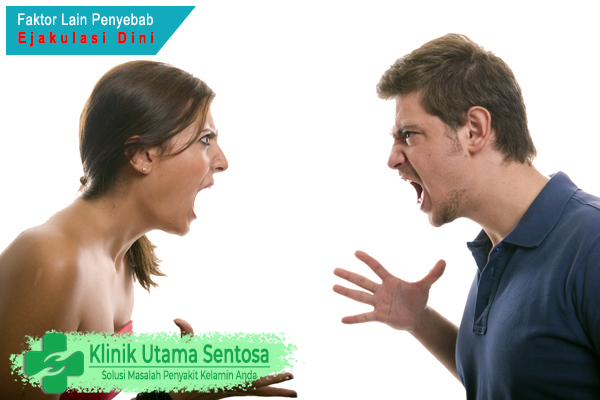 Faktor Lain Penyebab
Ejakulasi Dini
Klinik Utama Sentosa
Solusi Masalah Penyakit Kelamin Anda